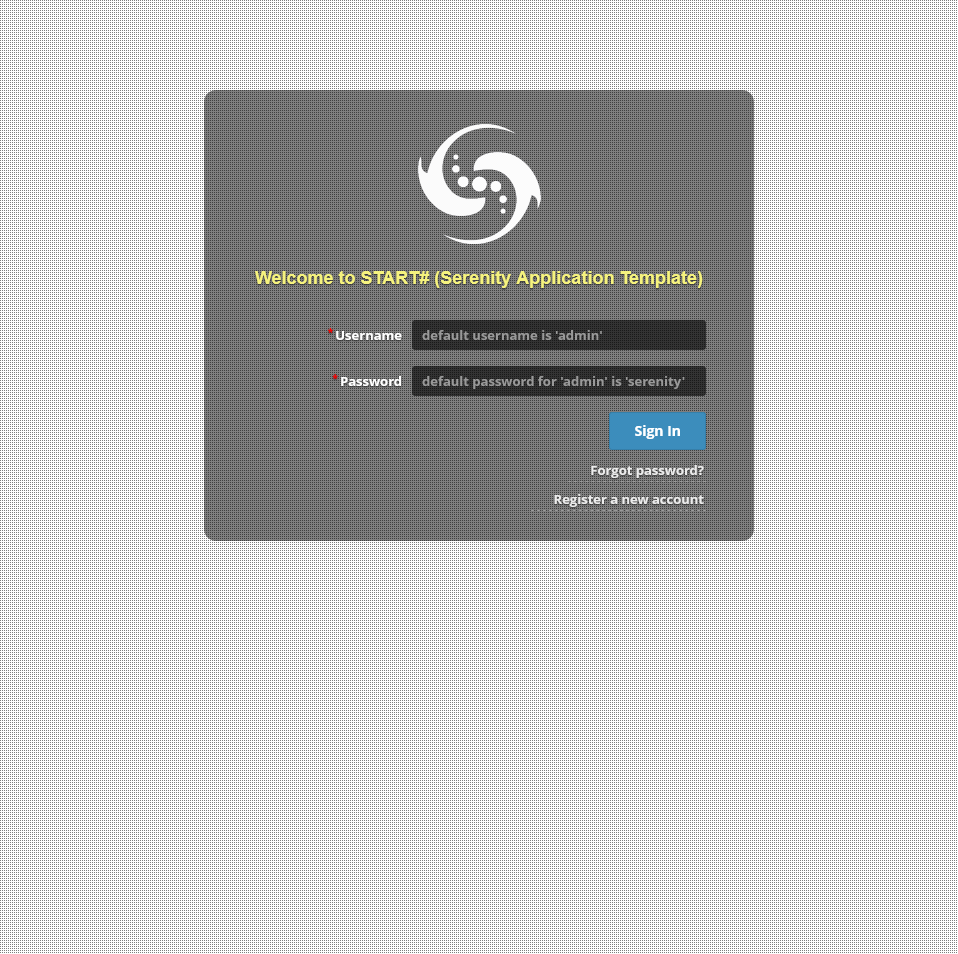 Welcome to START# (Serenity Application Template)
*Username
default username is 'admin'
*Password
default password for 'admin' is 'serenity'
Sign In
Forgot password?
Register a new account